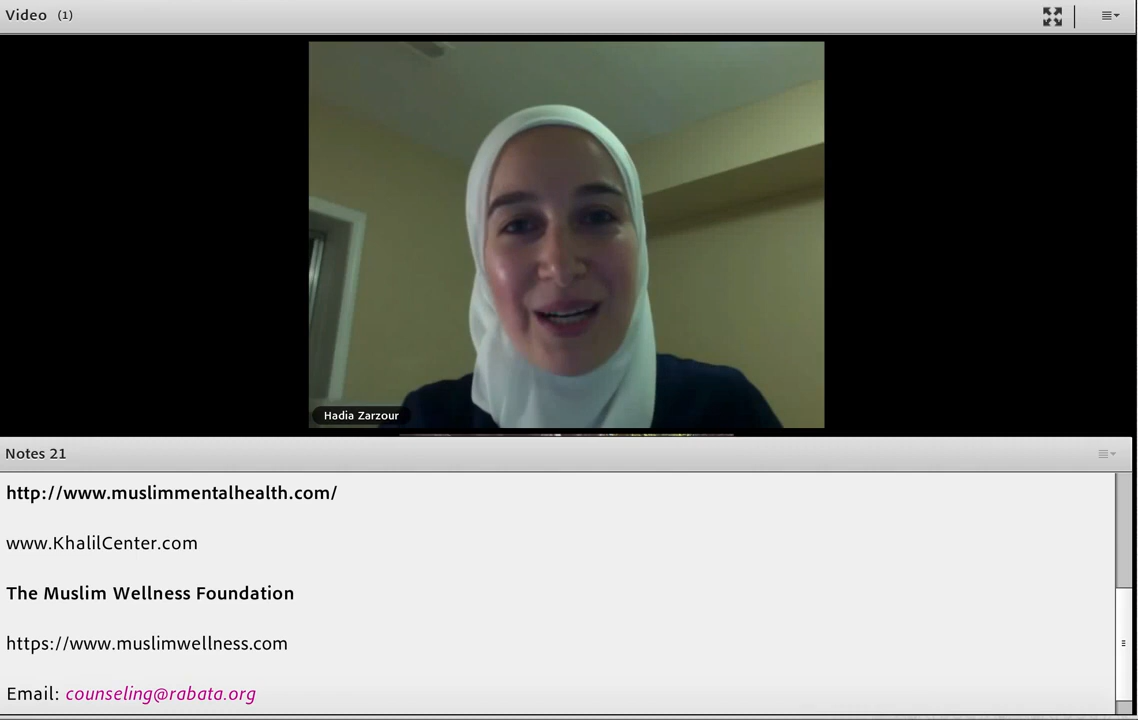 Video (1)
Hadia Zarzour
Notes 21
http://www.muslimmentalhealth.com/
www.KhalilCenter.com
The Muslim Wellness Foundation
https://www.muslimwellness.com
Email: counseling@rabata.org